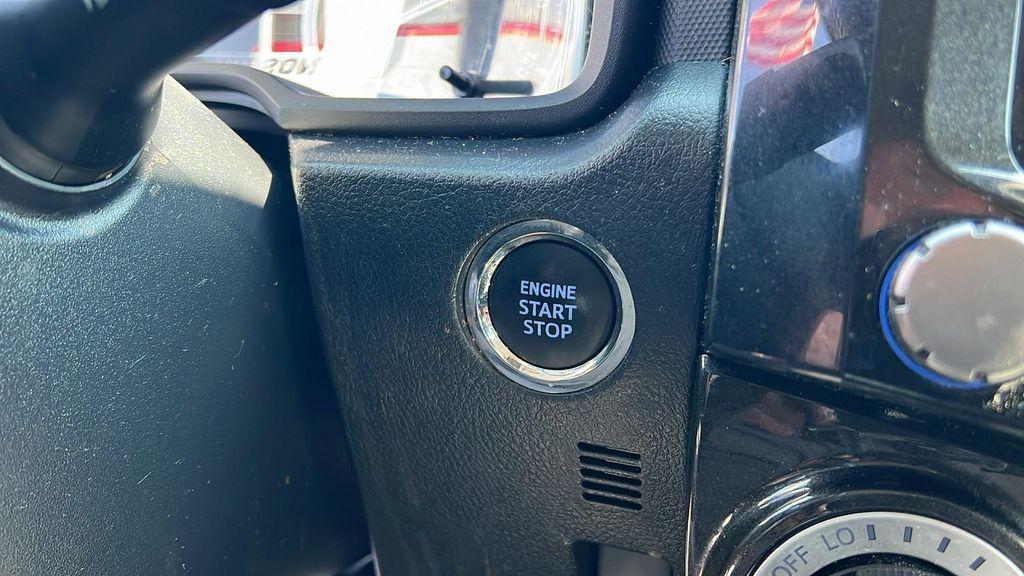 ENGINE
START
STOP
OFF LO